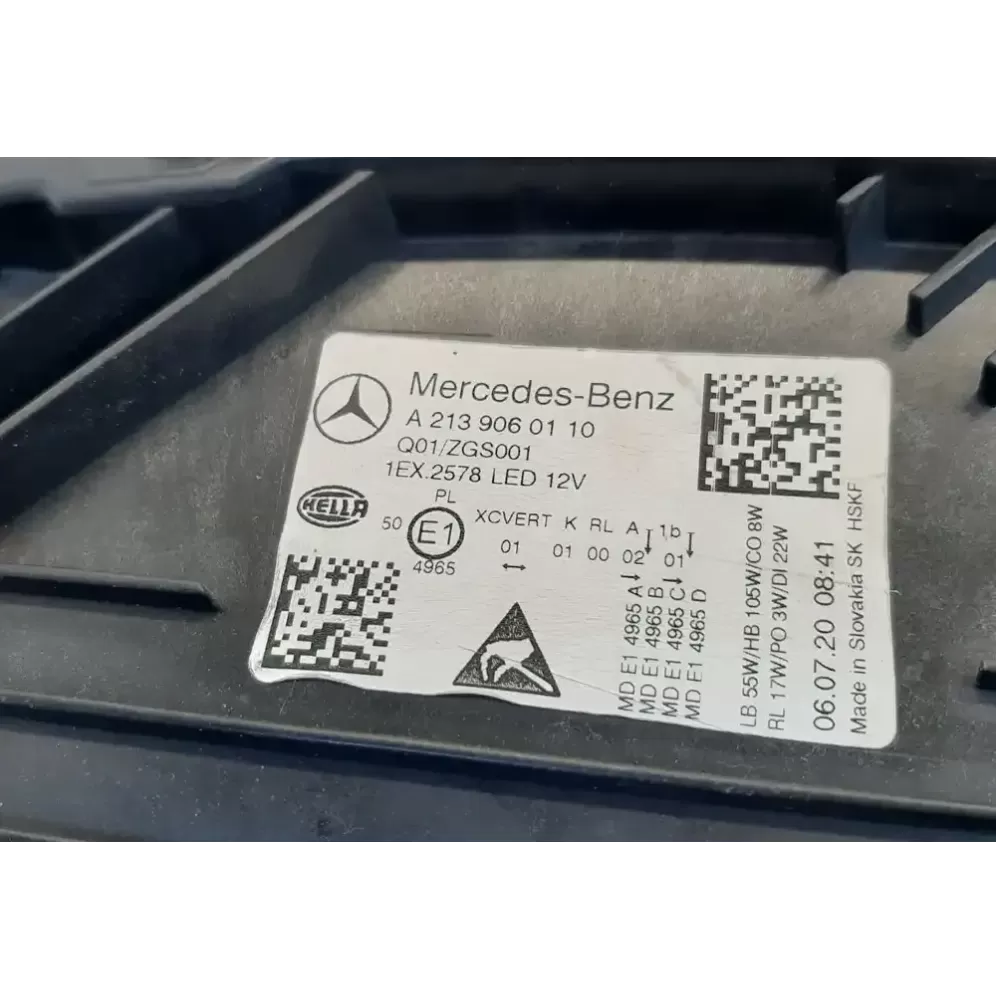 Mercedes-Benz
A 213 906 01 10
Q01/ZGS001
1EX.2578 LED 12V
HELLA
PL
50 E1 XCVERT K RL A 1b
4965 01 01 00 02 01
MD E1 4965 A
MD E1 4965 B
MD E1 4965 C
MD E1 4965 D
LB 55W/HB 105W/CO 8W
RL 17W/PO 3W/DI 22W
06.07.20 08:41
Made in Slovakia SK HSKF